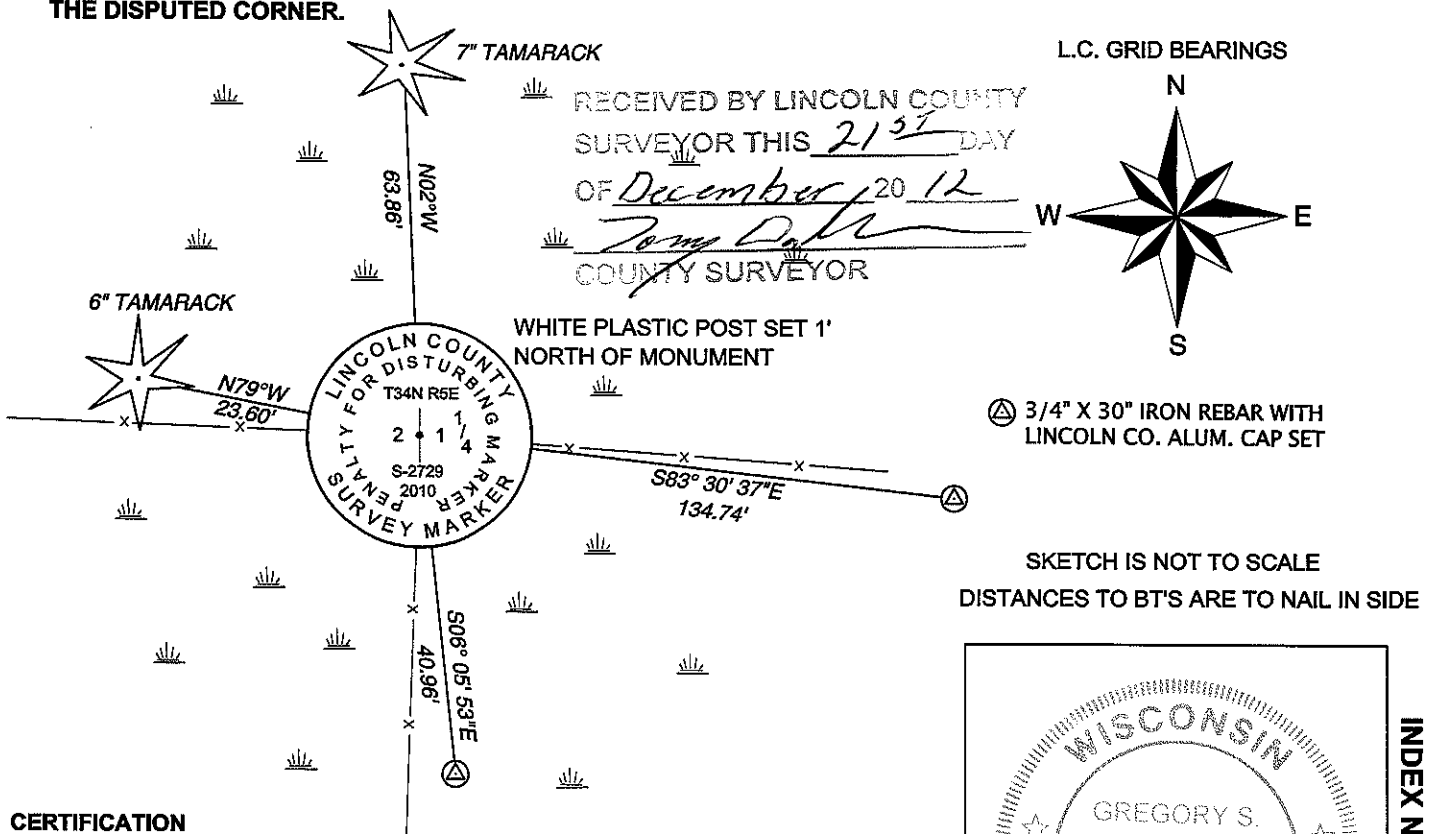 THE DISPUTED CORNER.
7" TAMARACK
L.C. GRID BEARINGS
N
W
E
S
RECEIVED BY LINCOLN COUNTY
SURVEYOR THIS 21ST DAY
OF December 20 12
COUNTY SURVEYOR
N02°W
63.86'
6" TAMARACK
WHITE PLASTIC POST SET 1'
NORTH OF MONUMENT
N79°W
23.60'
LINCOLN COUNTY
SURVEY MARKER
PENALTY FOR DISTURBING MARKER
T34N R5E
2 1 1/4
S-2729
2010
3/4" X 30" IRON REBAR WITH
LINCOLN CO. ALUM. CAP SET
S83° 30' 37"E
134.74'
SKETCH IS NOT TO SCALE
DISTANCES TO BT'S ARE TO NAIL IN SIDE
S06° 05' 53"E
40.96'
WISCONSIN
GREGORY S.
INDEX N
CERTIFICATION